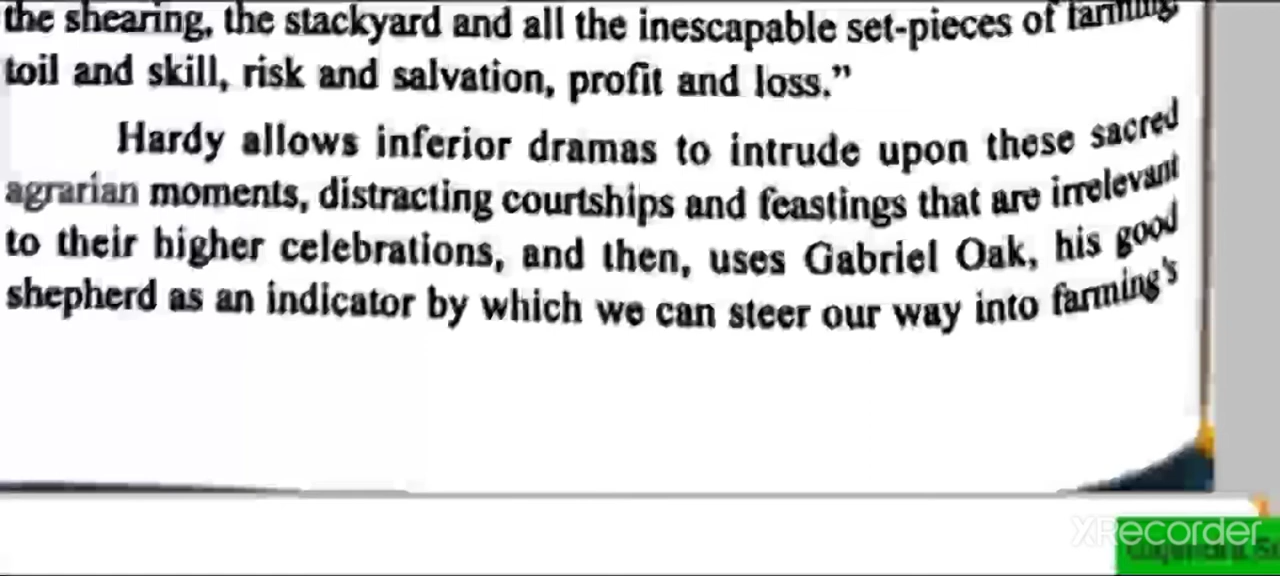 the shearing, the stackyard and all the inescapable set-pieces of farming,
toil and skill, risk and salvation, profit and loss.”
Hardy allows inferior dramas to intrude upon these sacred
agrarian moments, distracting courtships and feastings that are irrelevant
to their higher celebrations, and then, uses Gabriel Oak, his good
shepherd as an indicator by which we can steer our way into farming's
XRecorder